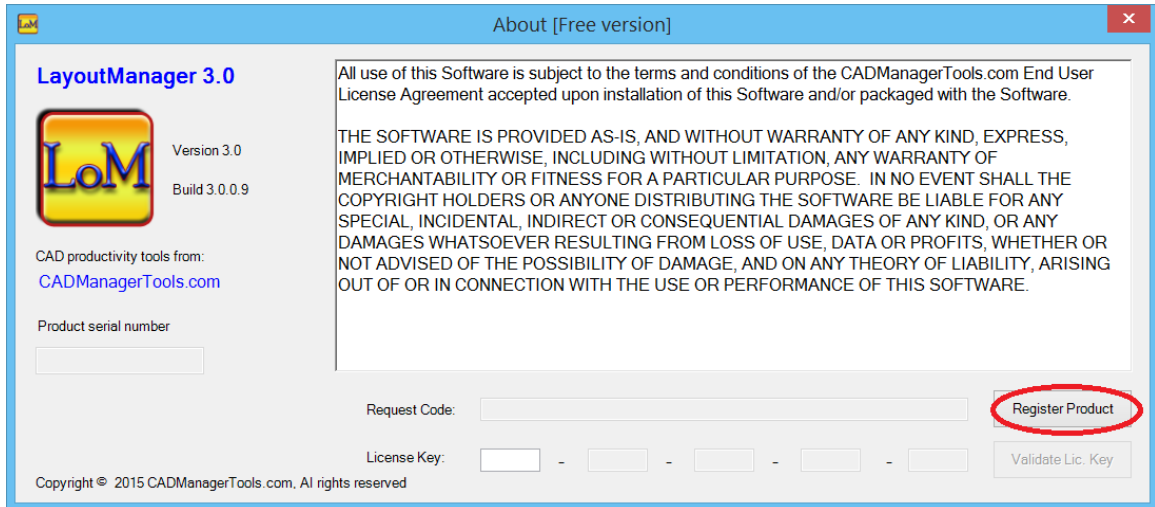 LoM
About [Free version]
LayoutManager 3.0
LoM
Version 3.0
Build 3.0.0.9
CAD productivity tools from:
CADManagerTools.com
Product serial number
All use of this Software is subject to the terms and conditions of the CADManagerTools.com End User
License Agreement accepted upon installation of this Software and/or packaged with the Software.
THE SOFTWARE IS PROVIDED AS-IS, AND WITHOUT WARRANTY OF ANY KIND, EXPRESS,
IMPLIED OR OTHERWISE, INCLUDING WITHOUT LIMITATION, ANY WARRANTY OF
MERCHANTABILITY OR FITNESS FOR A PARTICULAR PURPOSE. IN NO EVENT SHALL THE
COPYRIGHT HOLDERS OR ANYONE DISTRIBUTING THE SOFTWARE BE LIABLE FOR ANY
SPECIAL, INCIDENTAL, INDIRECT OR CONSEQUENTIAL DAMAGES OF ANY KIND, OR ANY
DAMAGES WHATSOEVER RESULTING FROM LOSS OF USE, DATA OR PROFITS, WHETHER OR
NOT ADVISED OF THE POSSIBILITY OF DAMAGE, AND ON ANY THEORY OF LIABILITY, ARISING
OUT OF OR IN CONNECTION WITH THE USE OR PERFORMANCE OF THIS SOFTWARE.
Request Code:
Register Product
License Key:
- - - -
Validate Lic. Key
Copyright © 2015 CADManagerTools.com, Al rights reserved